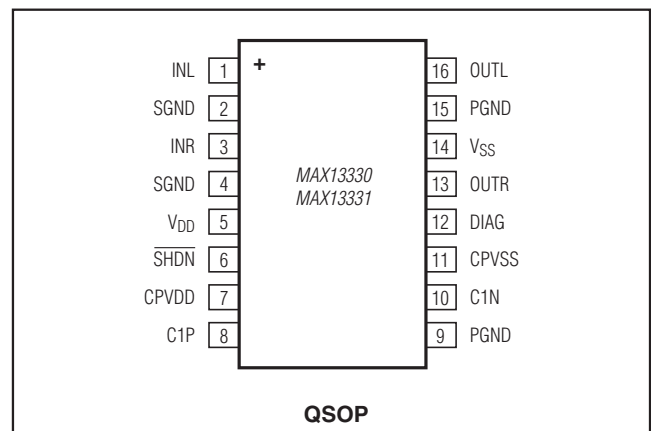 INL 1 + 16 OUTL
SGND 2 15 PGND
INR 3 14 VSS
SGND 4 MAX13330 13 OUTR
VDD 5 MAX13331 12 DIAG
SHDN 6 11 CPVSS
CPVDD 7 10 C1N
C1P 8 9 PGND
QSOP